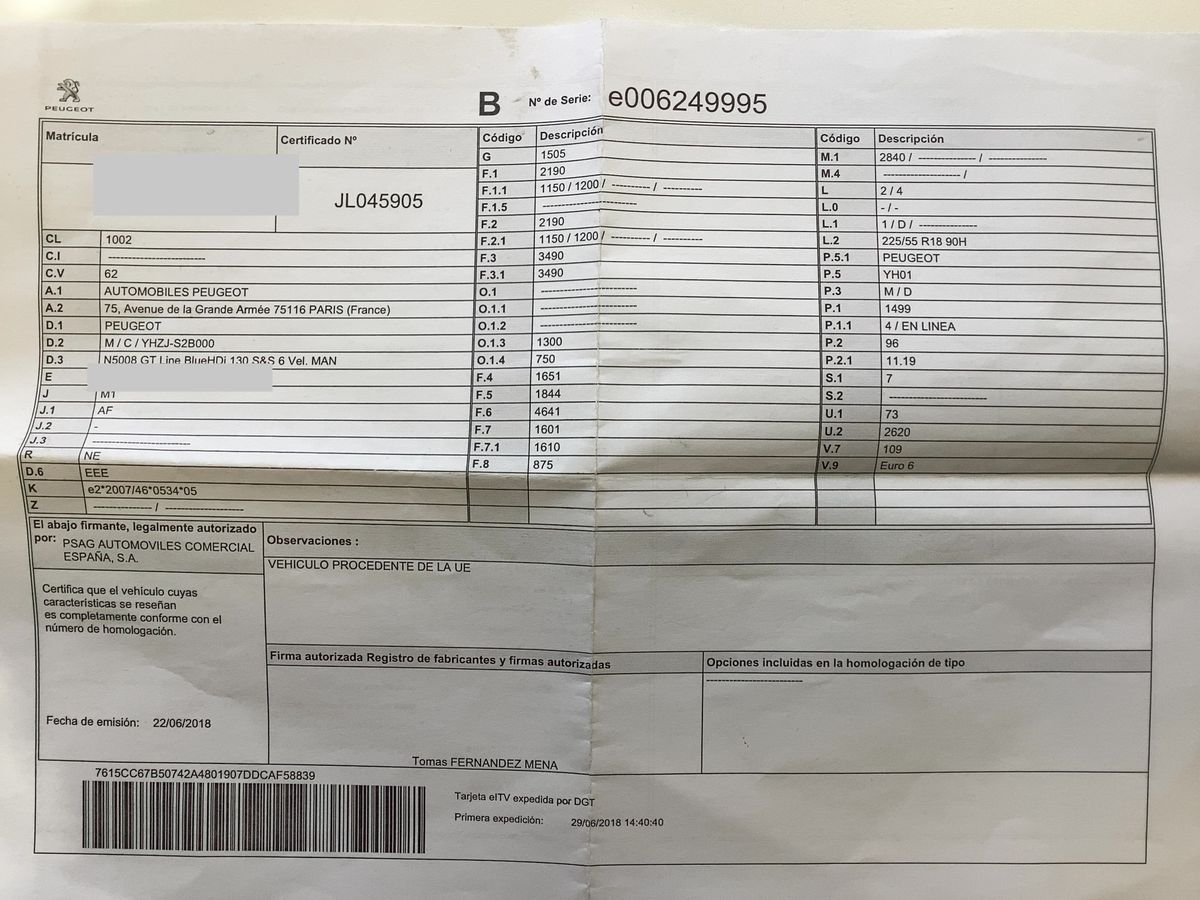 PEUGEOT
B Nº de Serie: e006249995
Matrícula
Certificado Nº
JL045905
CL 1002
C.I ------------------------
C.V 62
A.1 AUTOMOBILES PEUGEOT
A.2 75, Avenue de la Grande Armée 75116 PARIS (France)
D.1 PEUGEOT
D.2 M / C / YHZJ-S2B000
D.3 N5008 GT Line BlueHDi 130 S&S 6 Vel. MAN
E
J M1
J.1 AF
J.2 -
J.3 ------------------------
R NE
D.6 EEE
K e2*2007/46*0534*05
Z ---------------- / --------------------
Código Descripción
G 1505
F.1 2190
F.1.1 1150 / 1200 / ---------- / ----------
F.1.5 ------------------------
F.2 2190
F.2.1 1150 / 1200 / ---------- / ----------
F.3 3490
F.3.1 3490
O.1 ------------------------
O.1.1 ------------------------
O.1.2 ------------------------
O.1.3 1300
O.1.4 750
F.4 1651
F.5 1844
F.6 4641
F.7 1601
F.7.1 1610
F.8 875
Código Descripción
M.1 2840 / --------------- / ---------------
M.4 -------------------- /
L 2 / 4
L.0 - / -
L.1 1 / D / ---------------
L.2 225/55 R18 90H
P.5.1 PEUGEOT
P.5 YH01
P.3 M / D
P.1 1499
P.1.1 4 / EN LINEA
P.2 96
P.2.1 11.19
S.1 7
S.2 ------------------------
U.1 73
U.2 2620
V.7 109
V.9 Euro 6
El abajo firmante, legalmente autorizado
por: PSAG AUTOMOVILES COMERCIAL
ESPAÑA, S.A.
Certifica que el vehículo cuyas
características se reseñan
es completamente conforme con el
número de homologación.
Fecha de emisión: 22/06/2018
Observaciones :
VEHICULO PROCEDENTE DE LA UE
Firma autorizada Registro de fabricantes y firmas autorizadas
Tomas FERNANDEZ MENA
Opciones incluidas en la homologación de tipo
------------------------
7615CC67B50742A4801907DDCAF58839
Tarjeta eITV expedida por DGT
Primera expedición: 29/06/2018 14:40:40